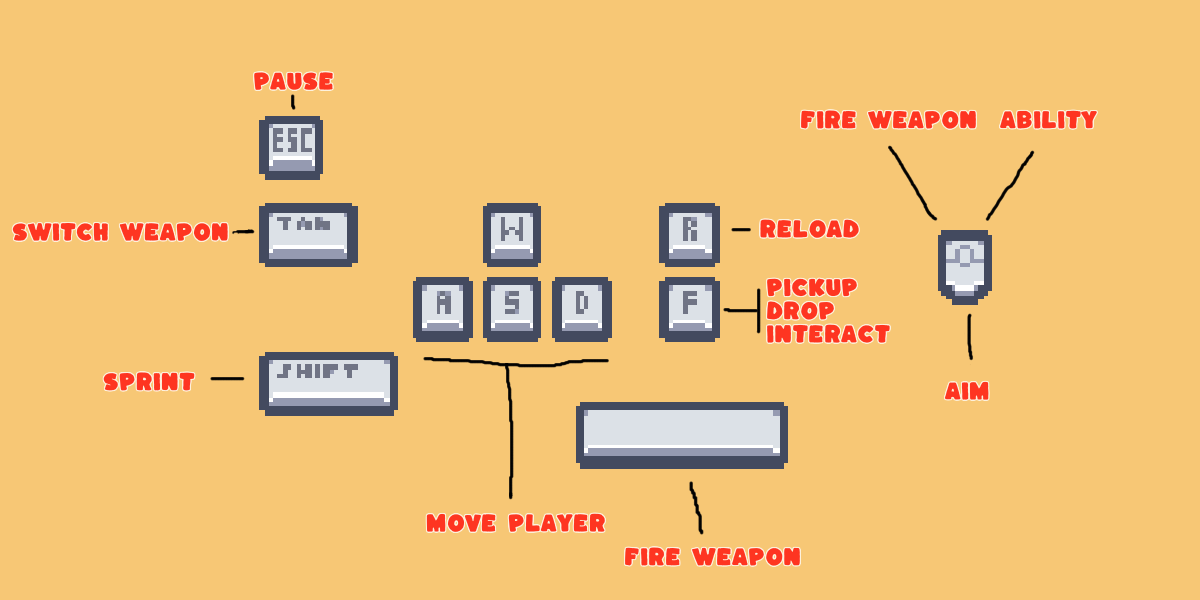 PAUSE
ESC
FIRE WEAPON
ABILITY
SWITCH WEAPON
TAB
W
R
RELOAD
A
S
D
F
PICKUP
DROP
INTERACT
SPRINT
SHIFT
AIM
MOVE PLAYER
FIRE WEAPON